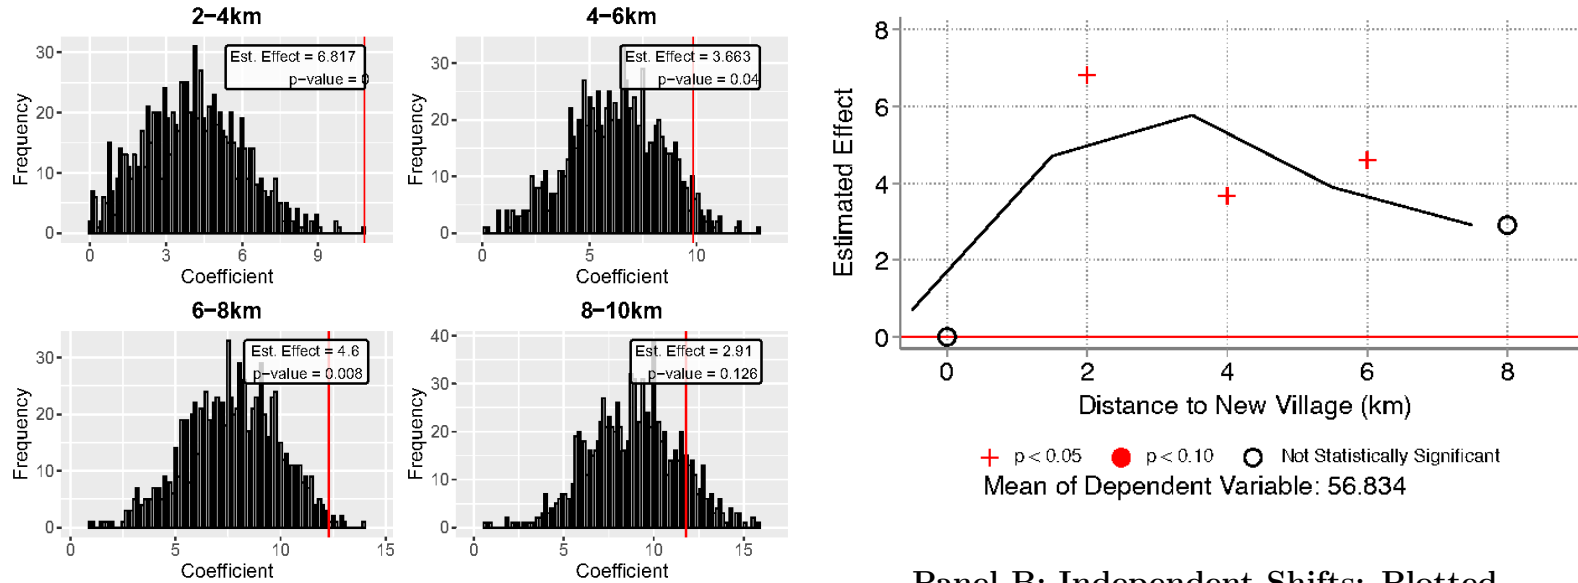 2−4km
Est. Effect = 6.817
p−value = 0
Frequency
30
20
10
0
0 3 6 9
Coefficient
4−6km
Est. Effect = 3.663
p−value = 0.04
Frequency
30
20
10
0
0 5 10
Coefficient
6−8km
Est. Effect = 4.6
p−value = 0.008
Frequency
30
20
10
0
0 5 10 15
Coefficient
8−10km
Est. Effect = 2.91
p−value = 0.126
Frequency
40
30
20
10
0
0 5 10 15
Coefficient
Estimated Effect
8
6
4
2
0
0 2 4 6 8
Distance to New Village (km)
p < 0.05 p < 0.10 Not Statistically Significant
Mean of Dependent Variable: 56.834
Panel B: Independent Shifts: Plotted